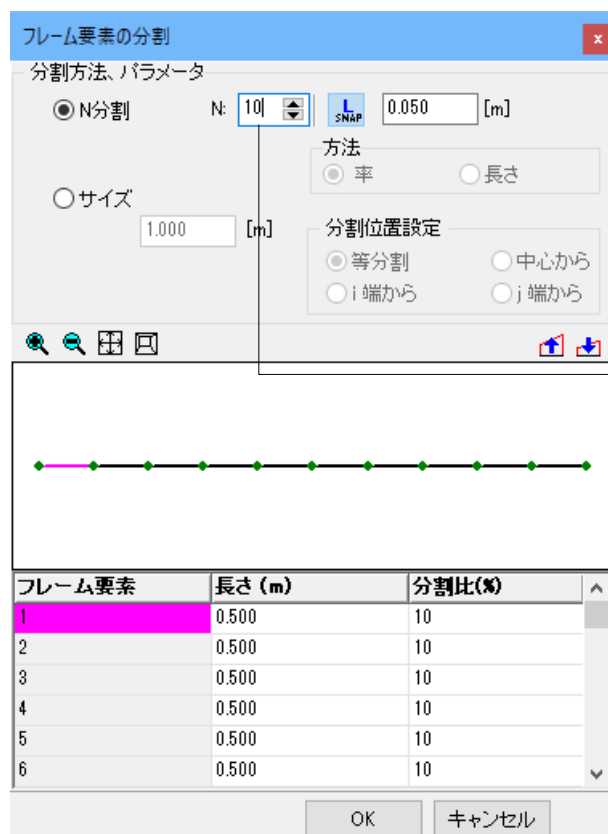 フレーム要素の分割
x
分割方法、パラメータ
N分割 N: 10 L SNAP 0.050 [m]
方法
率 長さ
サイズ
1.000 [m]
分割位置設定
等分割 中心から
i 端から j 端から
フレーム要素 長さ(m) 分割比(%)
1 0.500 10
2 0.500 10
3 0.500 10
4 0.500 10
5 0.500 10
6 0.500 10
OK キャンセル